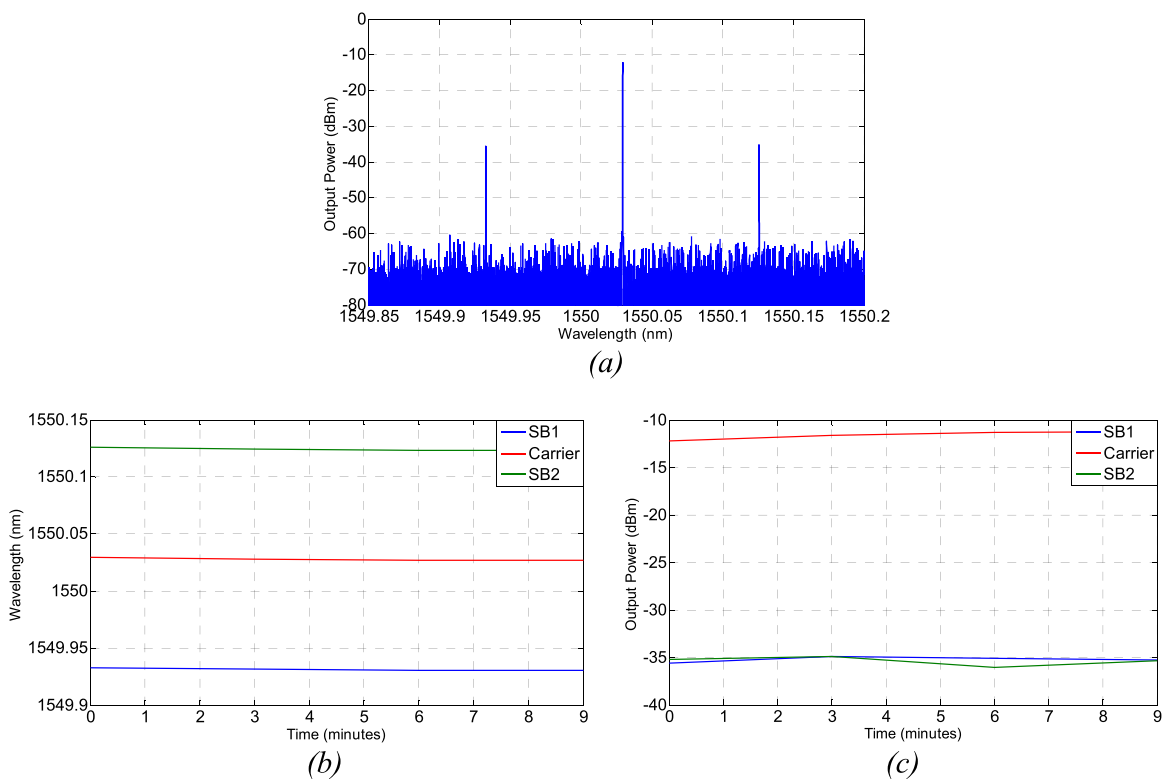 0
-10
-20
-30
-40
-50
-60
-70
-80
Output Power (dBm)
1549.85 1549.9 1549.95 1550 1550.05 1550.1 1550.15 1550.2
Wavelength (nm)
(a)
1550.15
1550.1
1550.05
1550
1549.95
1549.9
Wavelength (nm)
SB1
Carrier
SB2
0 1 2 3 4 5 6 7 8 9
Time (minutes)
(b)
-10
-15
-20
-25
-30
-35
-40
Output Power (dBm)
SB1
Carrier
SB2
0 1 2 3 4 5 6 7 8 9
Time (minutes)
(c)